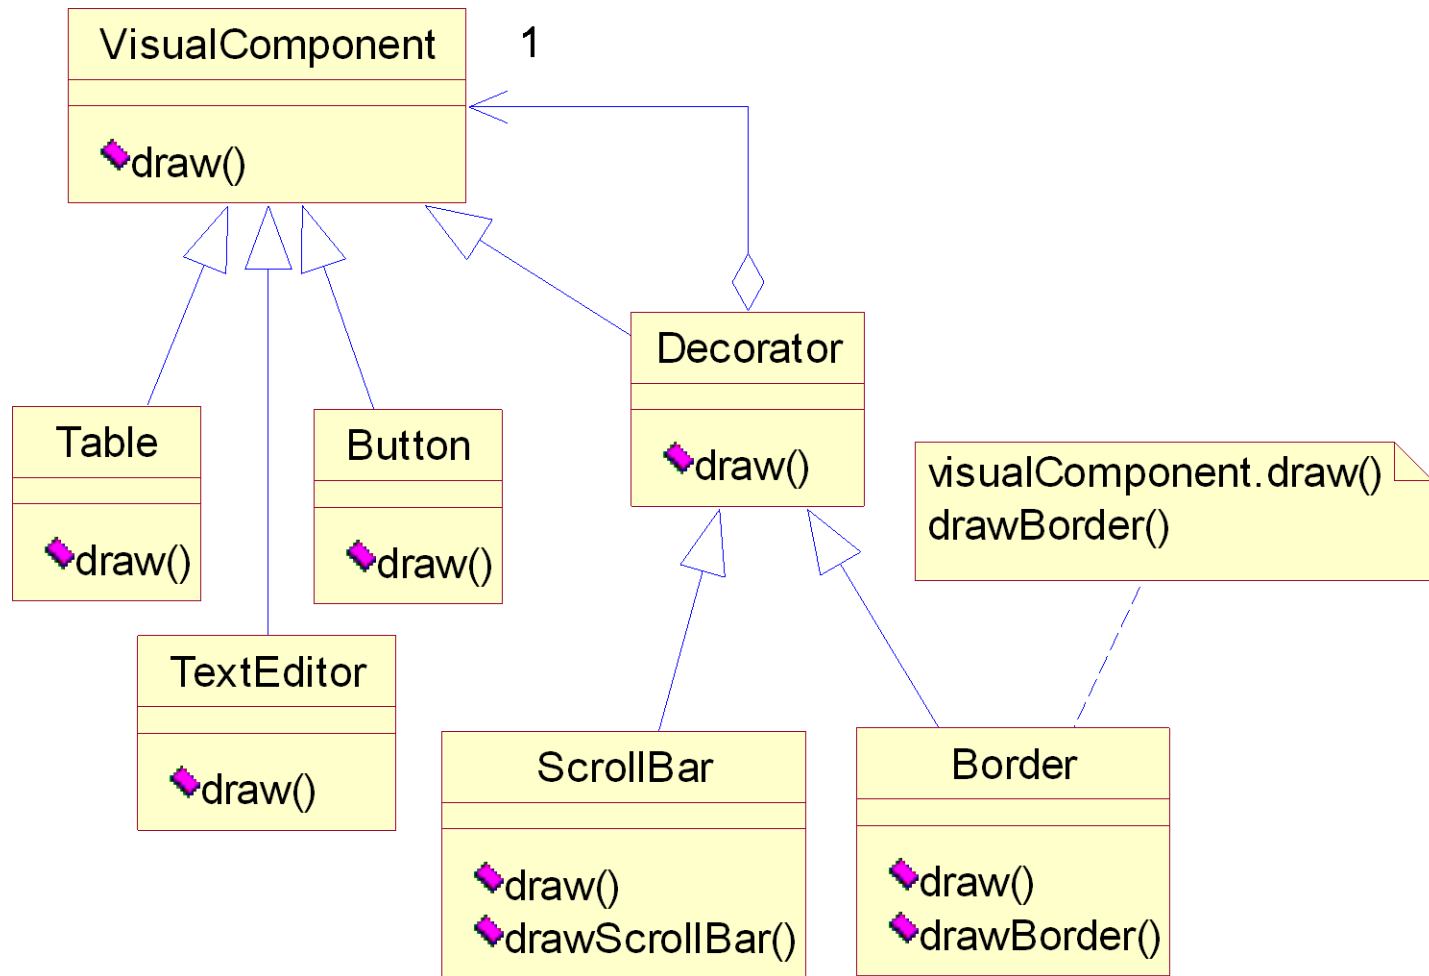 VisualComponent
1
draw()
Decorator
draw()
Table
draw()
Button
draw()
visualComponent.draw()
drawBorder()
TextEditor
draw()
ScrollBar
draw()
drawScrollBar()
Border
draw()
drawBorder()